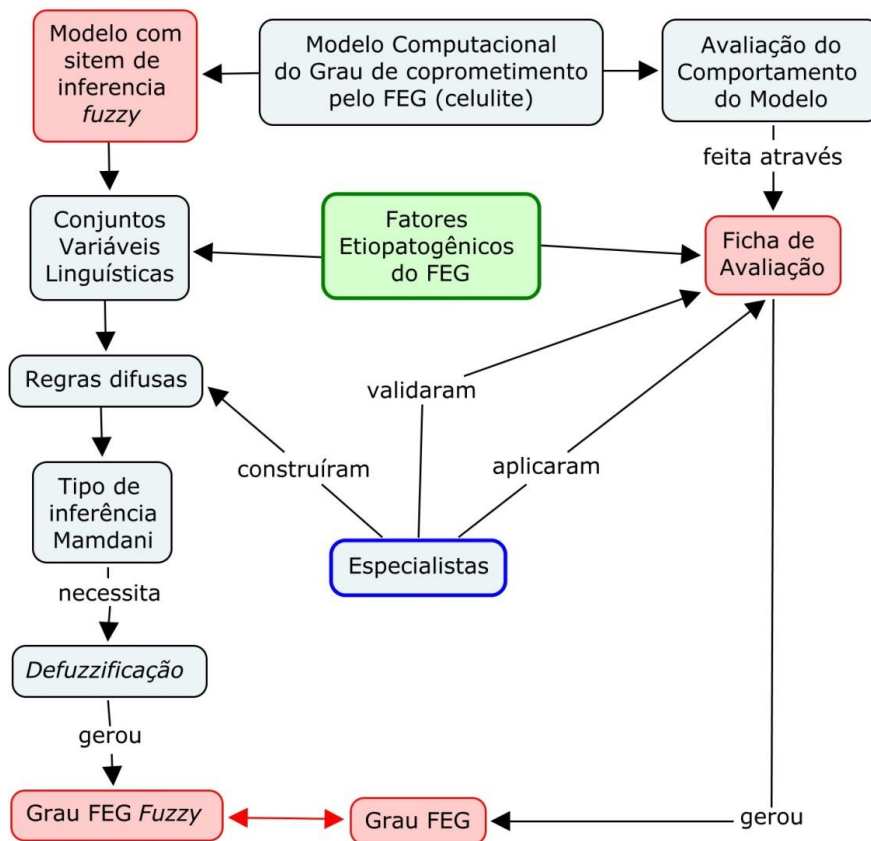 Modelo com
sitem de
inferencia
fuzzy
Modelo Computacional
do Grau de coprometimento
pelo FEG (celulite)
Avaliação do
Comportamento
do Modelo
feita através
Conjuntos
Variáveis
Linguísticas
Fatores
Etiopatogênicos
do FEG
Ficha de
Avaliação
Regras difusas
validaram
construíram
aplicaram
Tipo de
inferência
Mamdani
Especialistas
necessita
Defuzzificação
gerou
Grau FEG Fuzzy
Grau FEG
gerou